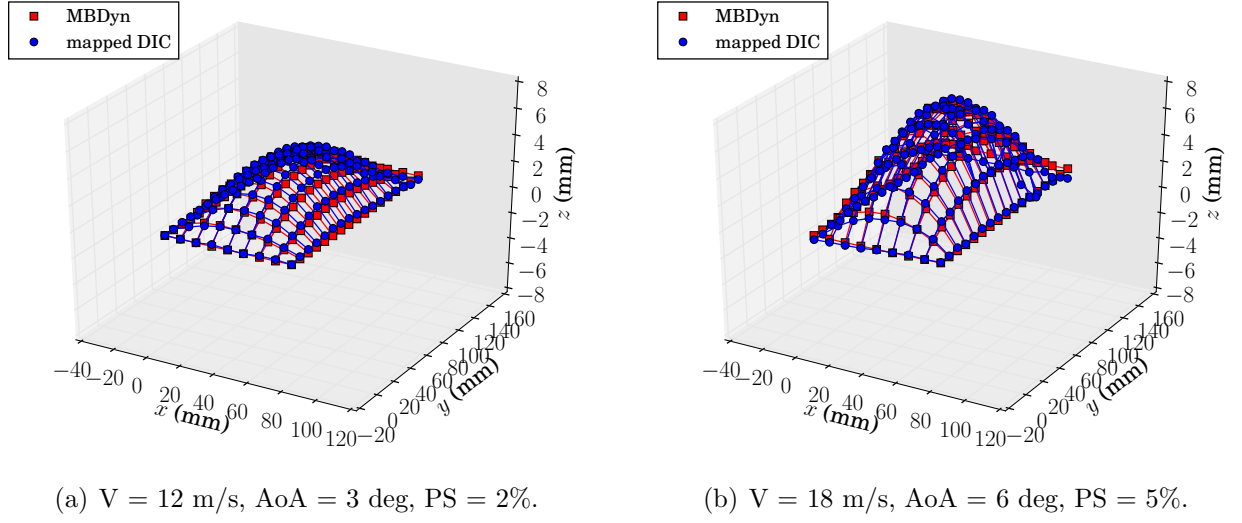 MBDyn
mapped DIC
8
6
4
2
0
−2
−4
−6
−8
z (mm)
−40 −20 0 20 40 60 80 100 120
x (mm)
−20 0 20 40 60 80 100 120 140 160
y (mm)
(a) V = 12 m/s, AoA = 3 deg, PS = 2%.
MBDyn
mapped DIC
8
6
4
2
0
−2
−4
−6
−8
z (mm)
−40 −20 0 20 40 60 80 100 120
x (mm)
−20 0 20 40 60 80 100 120 140 160
y (mm)
(b) V = 18 m/s, AoA = 6 deg, PS = 5%.